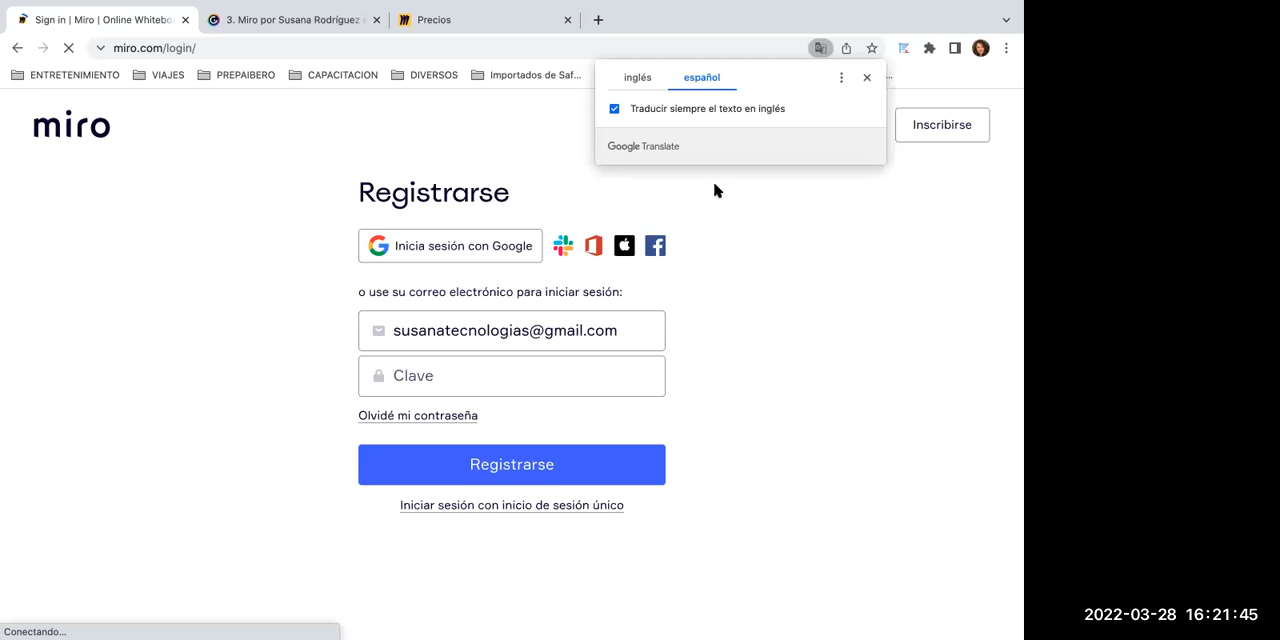 Sign in | Miro | Online Whitebo
3. Miro por Susana Rodríguez
Precios
miro.com/login/
ENTRETENIMIENTO
VIAJES
PREPAIBERO
CAPACITACION
DIVERSOS
Importados de Saf...
inglés
español
Traducir siempre el texto en inglés
Google Translate
miro
Inscribirse
Registrarse
Inicia sesión con Google
o use su correo electrónico para iniciar sesión:
susanatecnologias@gmail.com
Clave
Olvidé mi contraseña
Registrarse
Iniciar sesión con inicio de sesión único
Conectando...
2022-03-28 16:21:45